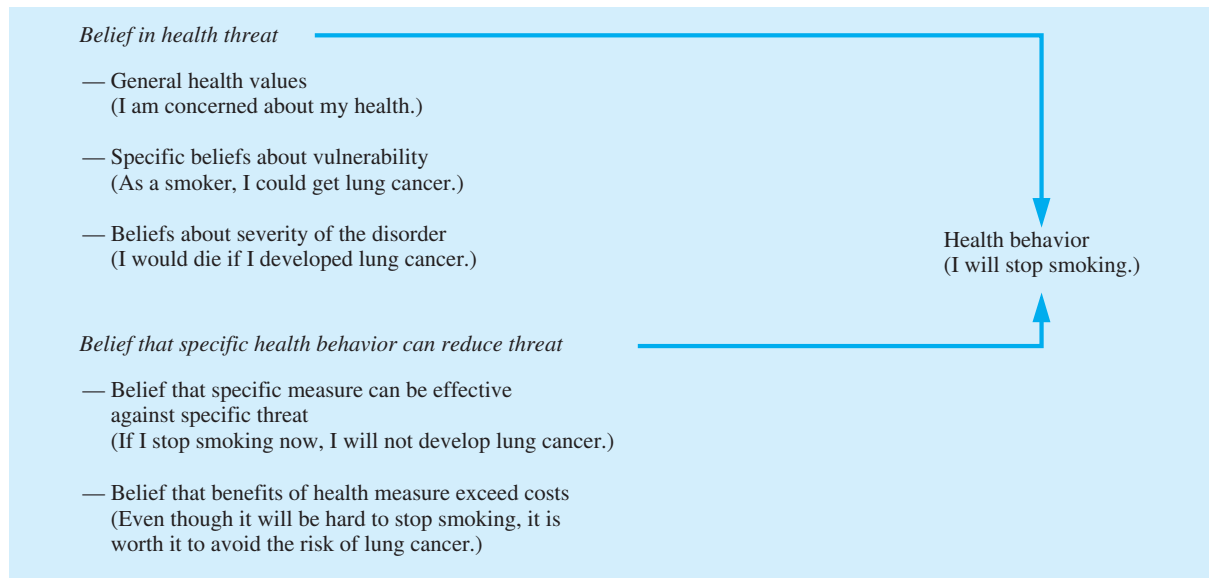 Belief in health threat
— General health values
(I am concerned about my health.)
— Specific beliefs about vulnerability
(As a smoker, I could get lung cancer.)
— Beliefs about severity of the disorder
(I would die if I developed lung cancer.)
Health behavior
(I will stop smoking.)
Belief that specific health behavior can reduce threat
— Belief that specific measure can be effective
against specific threat
(If I stop smoking now, I will not develop lung cancer.)
— Belief that benefits of health measure exceed costs
(Even though it will be hard to stop smoking, it is
worth it to avoid the risk of lung cancer.)